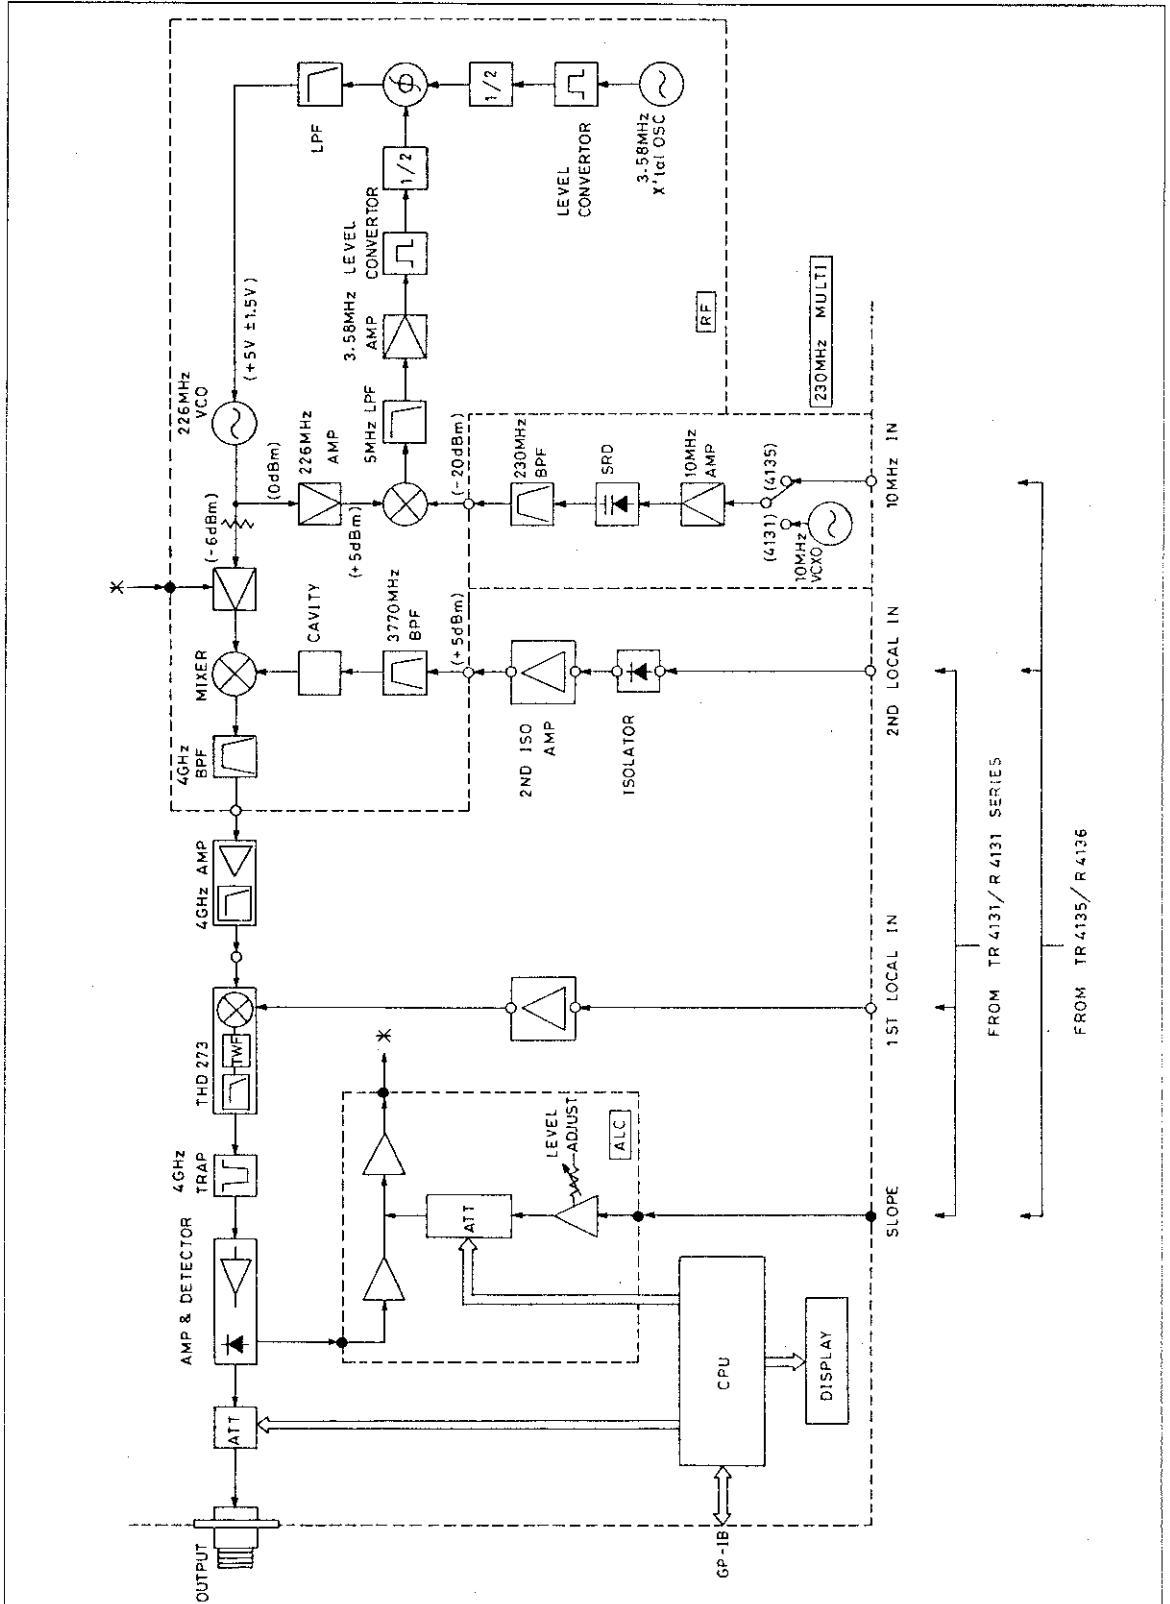 OUTPUT
ATT
AMP & DETECTOR
4GHz
TRAP
THD 273
TWF
4GHz AMP
4GHz
BPF
MIXER
(-6dBm)
226MHz
VCO
(+5V ±1.5V)
LPF
(0dBm)
226MHz
AMP
(+5dBm)
5MHz LPF
3.58MHz
AMP
LEVEL
CONVERTOR
1/2
1/2
LEVEL
CONVERTOR
3.58MHz
X'tal OSC
CAVITY
3770MHz
BPF
(+5dBm)
(-20dBm)
RF
2ND ISO
AMP
ISOLATOR
230MHz
BPF
SRD
10MHz
AMP
(4131)
(4135)
10MHz
VCXO
230MHz MULTI
LEVEL
ADJUST
ALC
ATT
CPU
DISPLAY
GP-IB
SLOPE
1ST LOCAL IN
2ND LOCAL IN
10MHz IN
FROM TR4131/R4131 SERIES
FROM TR4135/R4136